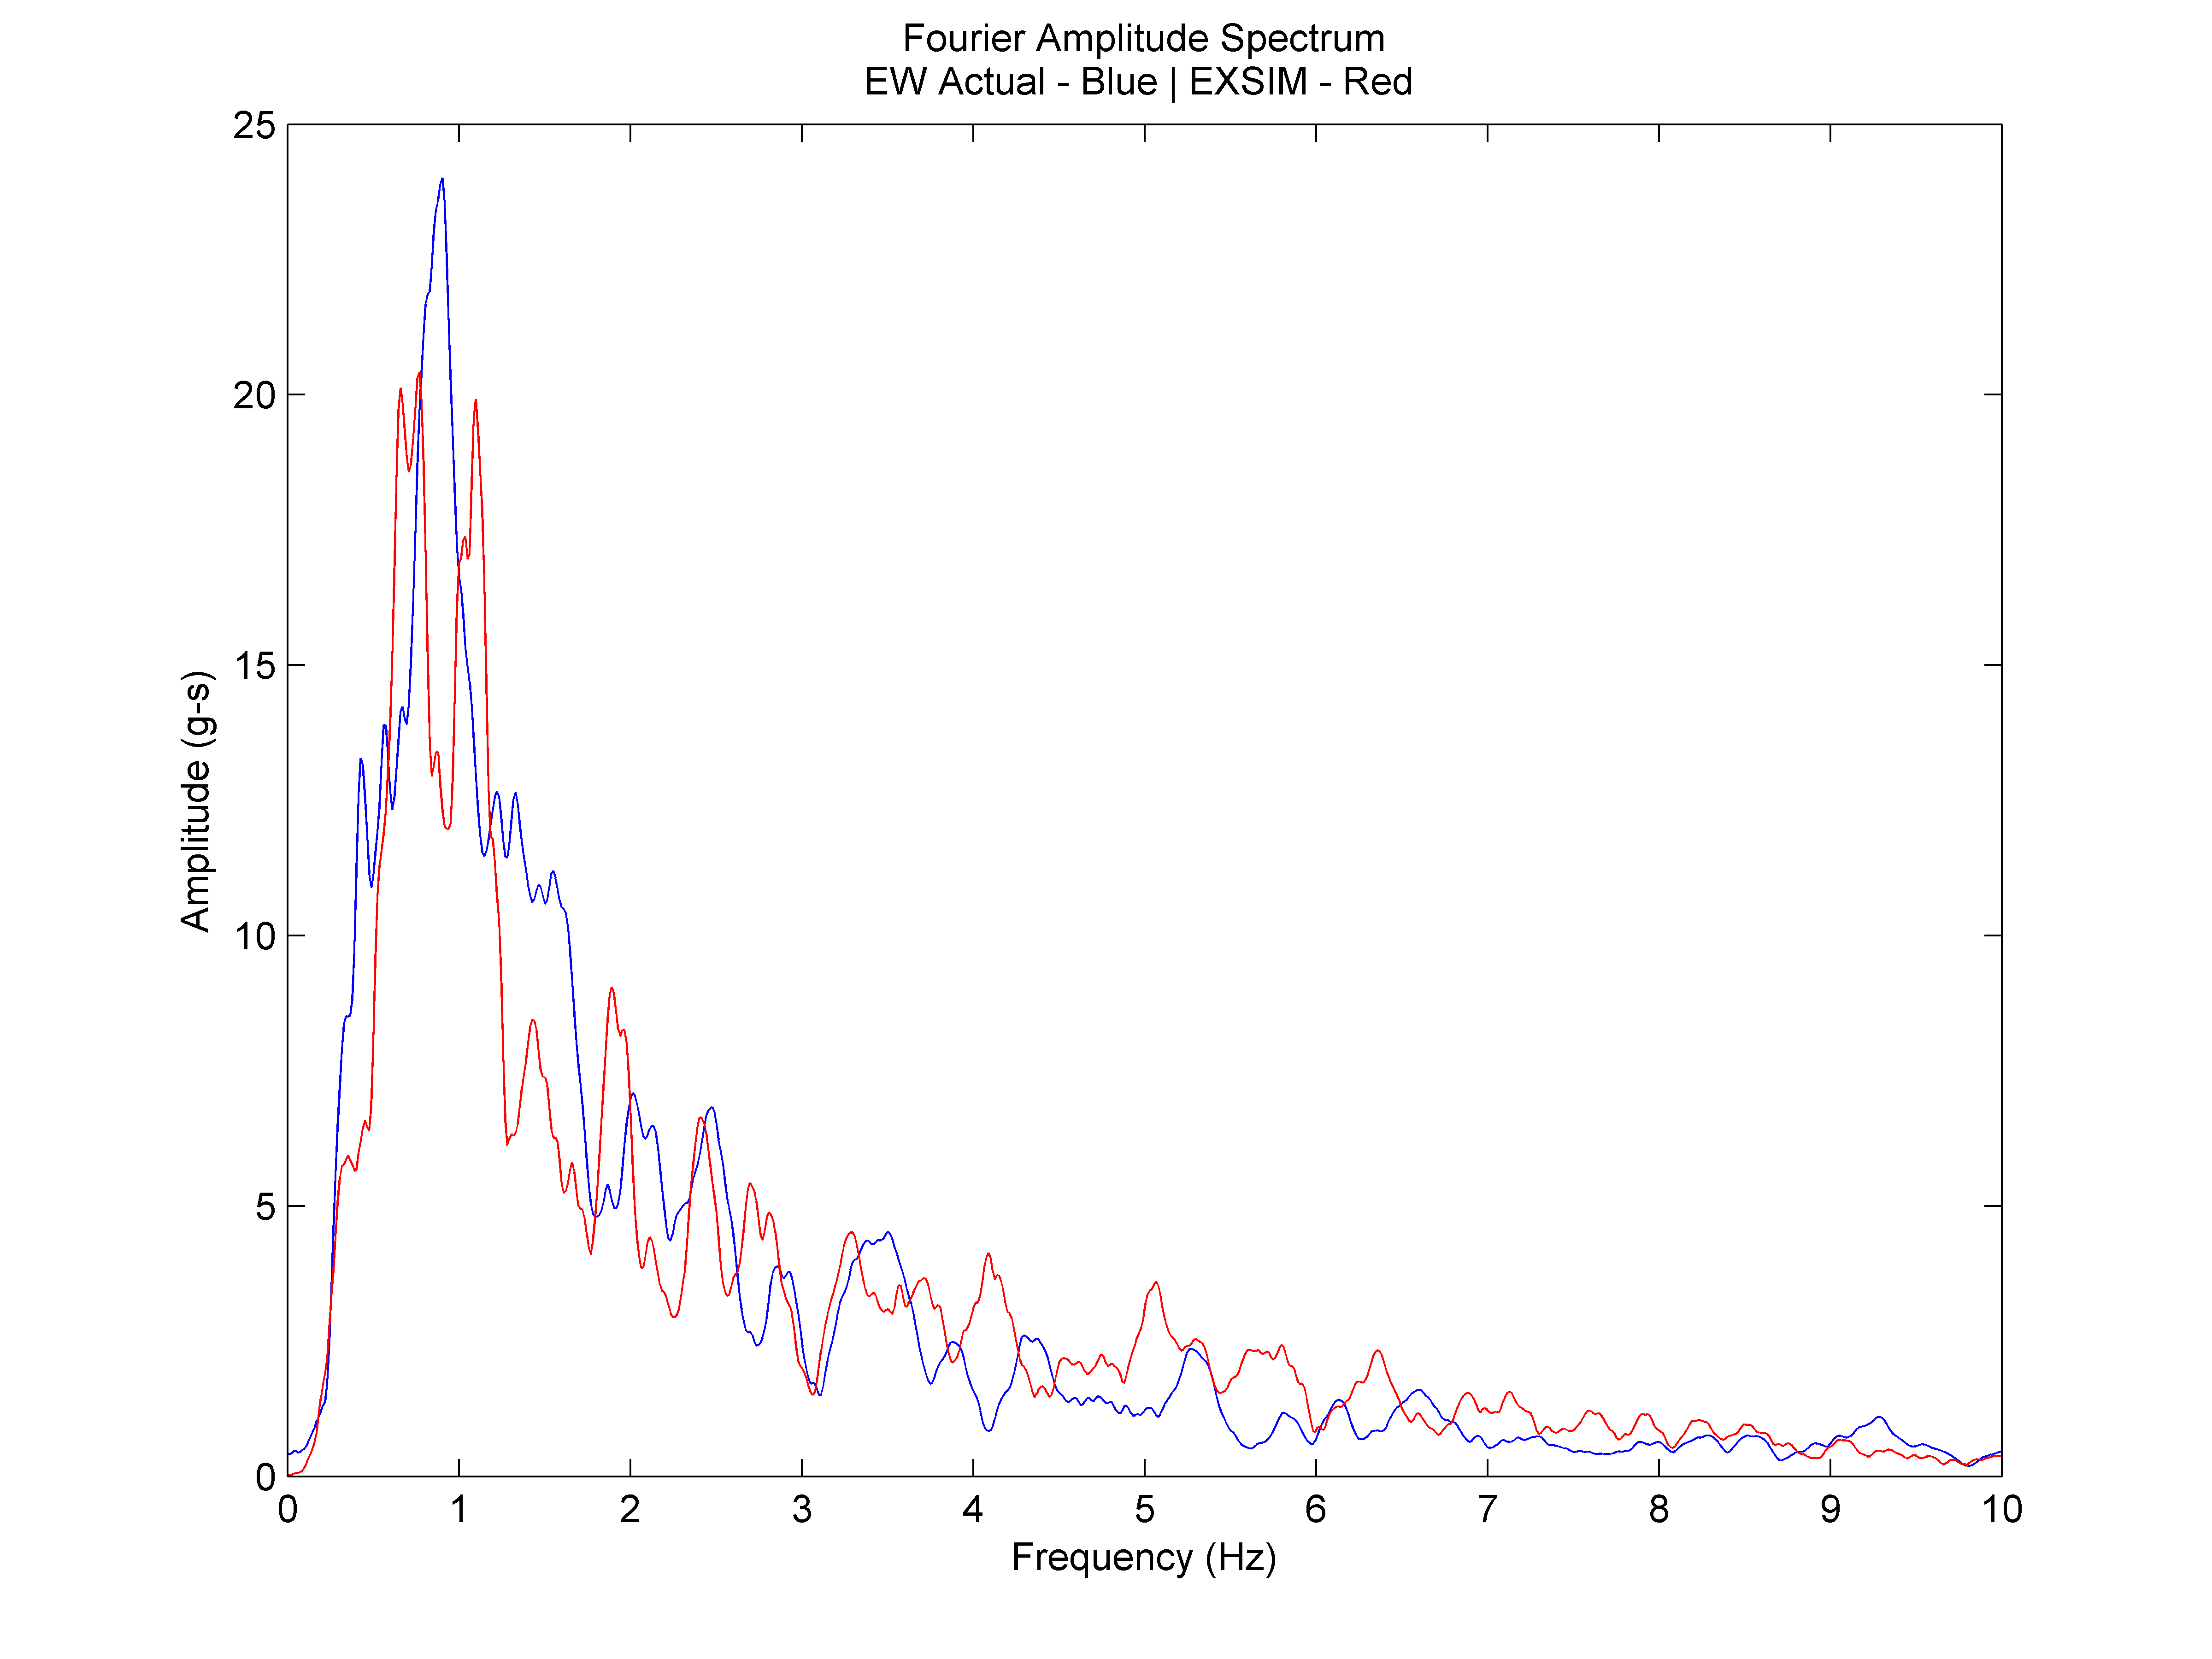 Fourier Amplitude Spectrum
EW Actual - Blue | EXSIM - Red
25
20
15
10
5
0
Amplitude (g-s)
0 1 2 3 4 5 6 7 8 9 10
Frequency (Hz)